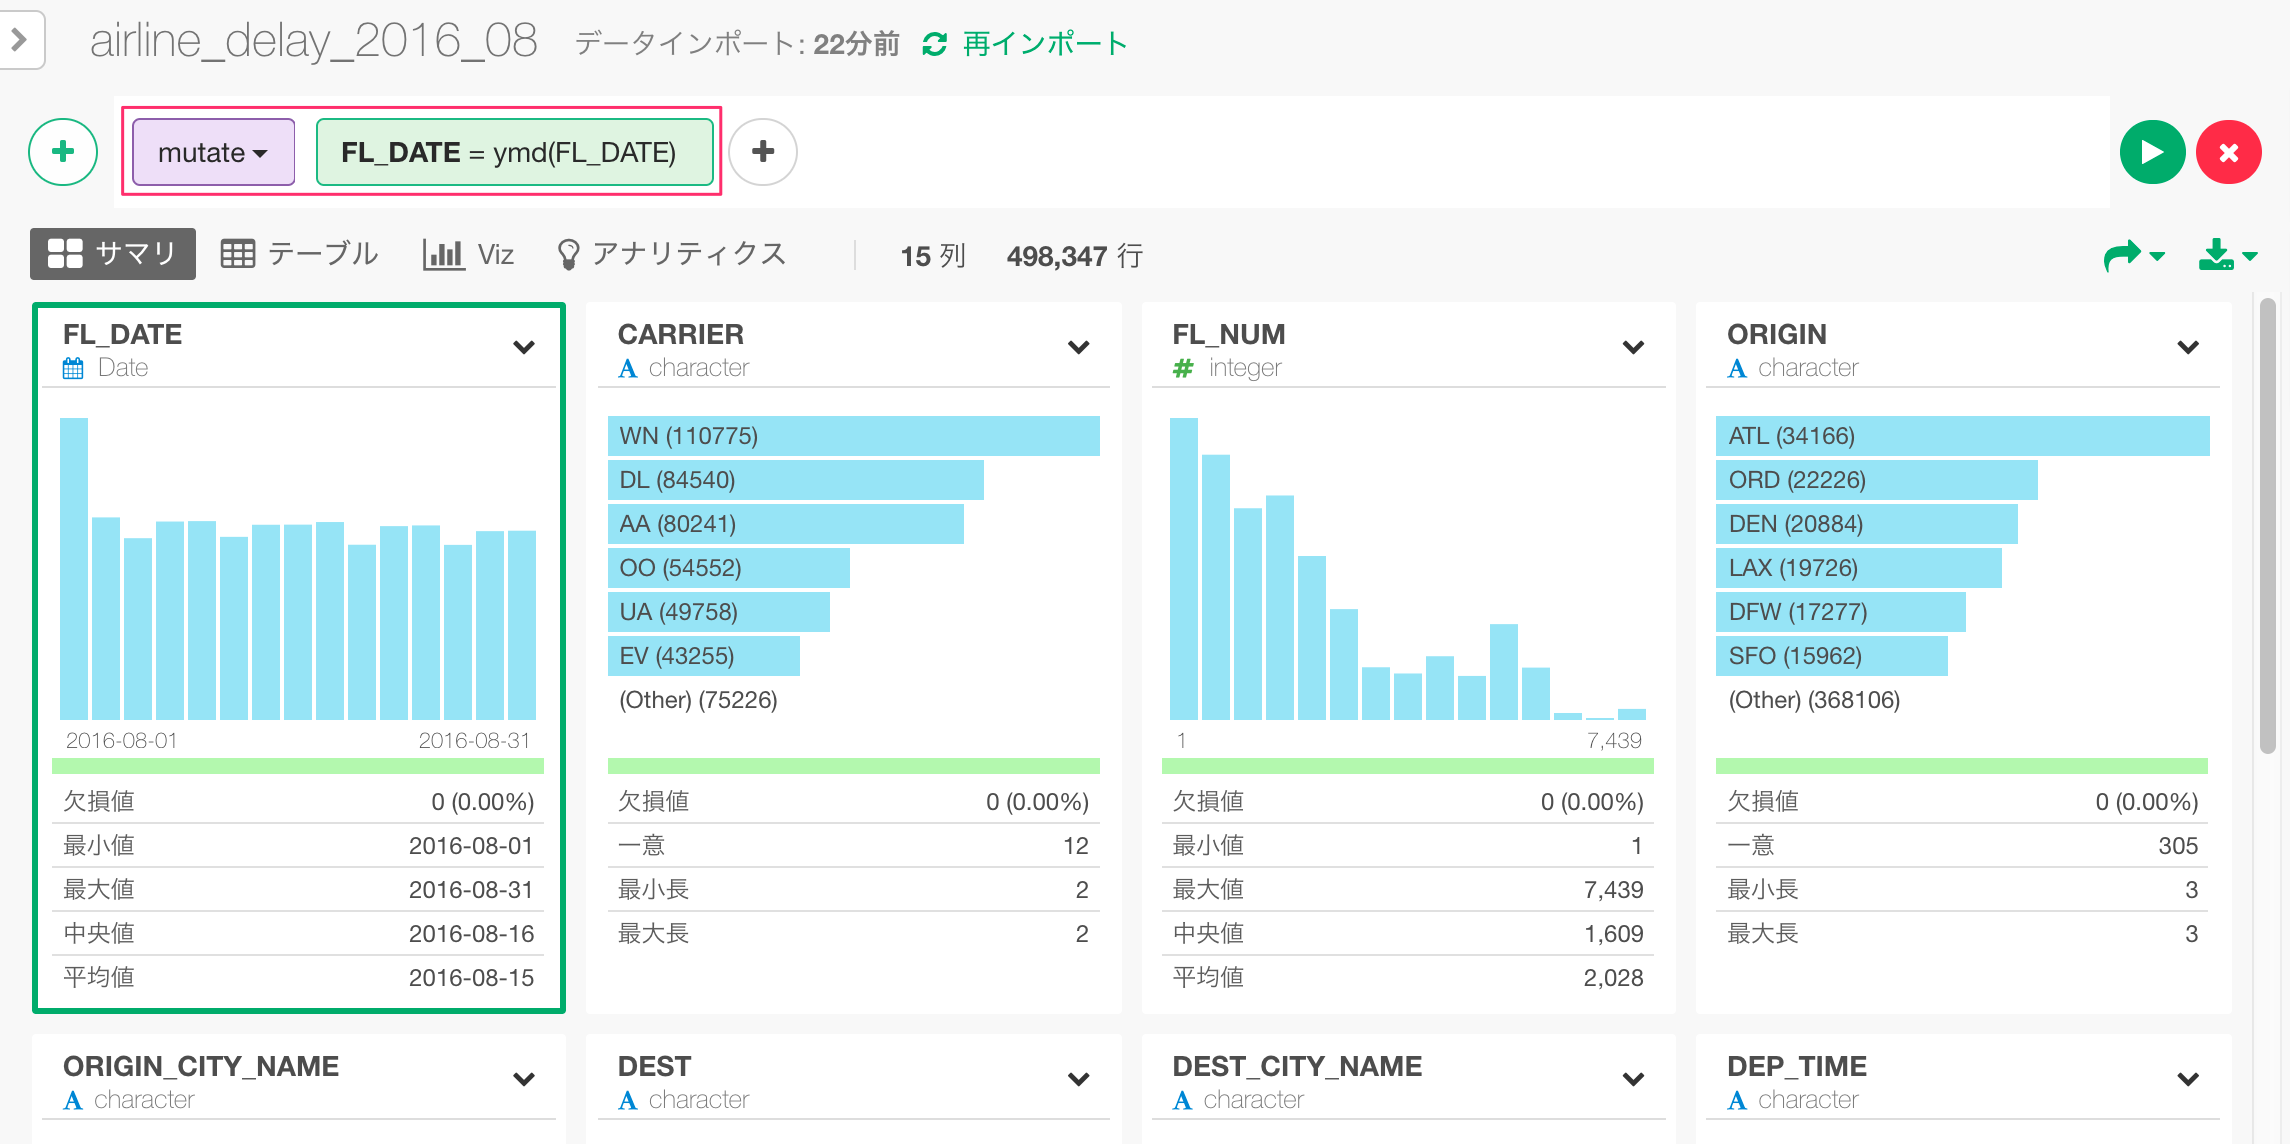 airline_delay_2016_08 データインポート: 22分前 再インポート
mutate FL_DATE = ymd(FL_DATE)
サマリ テーブル Viz アナリティクス 15 列 498,347 行
FL_DATE
Date
2016-08-01 2016-08-31
欠損値 0 (0.00%)
最小値 2016-08-01
最大値 2016-08-31
中央値 2016-08-16
平均値 2016-08-15
CARRIER
character
WN (110775)
DL (84540)
AA (80241)
OO (54552)
UA (49758)
EV (43255)
(Other) (75226)
欠損値 0 (0.00%)
一意 12
最小長 2
最大長 2
FL_NUM
integer
1 7,439
欠損値 0 (0.00%)
最小値 1
最大値 7,439
中央値 1,609
平均値 2,028
ORIGIN
character
ATL (34166)
ORD (22226)
DEN (20884)
LAX (19726)
DFW (17277)
SFO (15962)
(Other) (368106)
欠損値 0 (0.00%)
一意 305
最小長 3
最大長 3
ORIGIN_CITY_NAME
character
DEST
character
DEST_CITY_NAME
character
DEP_TIME
character